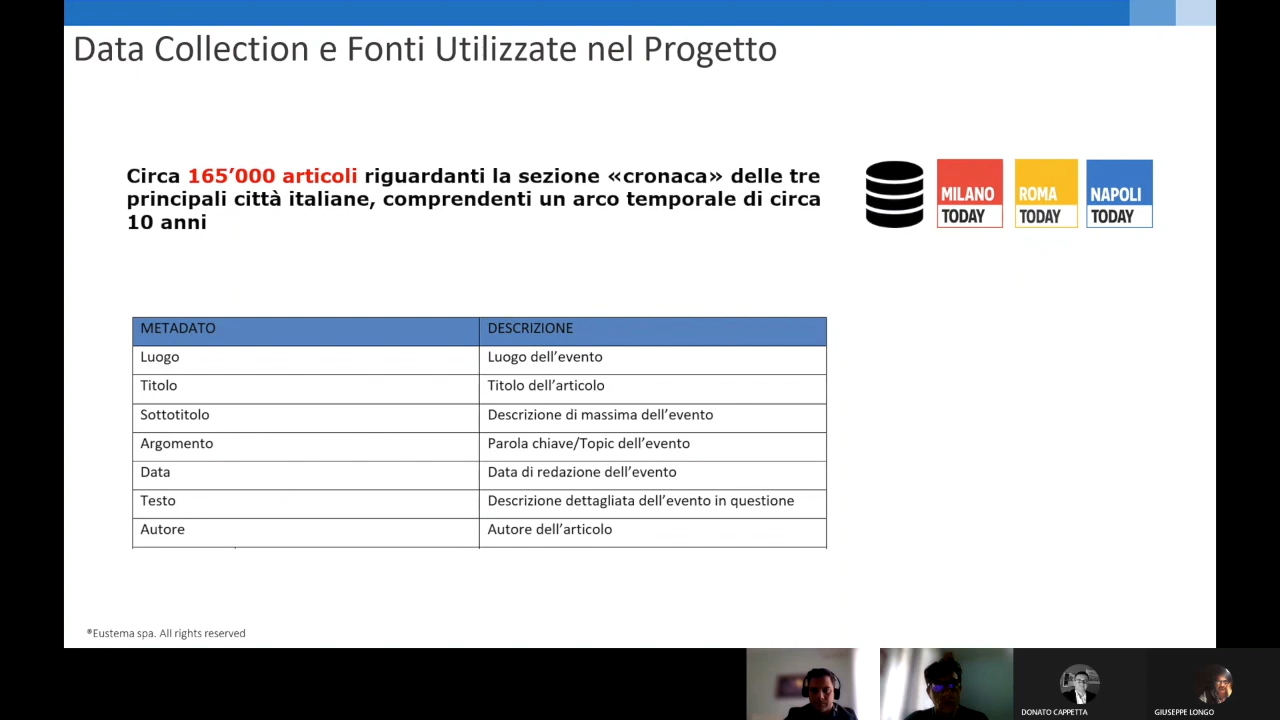 Data Collection e Fonti Utilizzate nel Progetto
Circa 165’000 articoli riguardanti la sezione «cronaca» delle tre
principali città italiane, comprendenti un arco temporale di circa
10 anni
MILANO
TODAY
ROMA
TODAY
NAPOLI
TODAY
METADATO DESCRIZIONE
Luogo Luogo dell’evento
Titolo Titolo dell’articolo
Sottotitolo Descrizione di massima dell’evento
Argomento Parola chiave/Topic dell’evento
Data Data di redazione dell’evento
Testo Descrizione dettagliata dell’evento in questione
Autore Autore dell’articolo
®Eustema spa. All rights reserved
DONATO CAPPETTA
GIUSEPPE LONGO